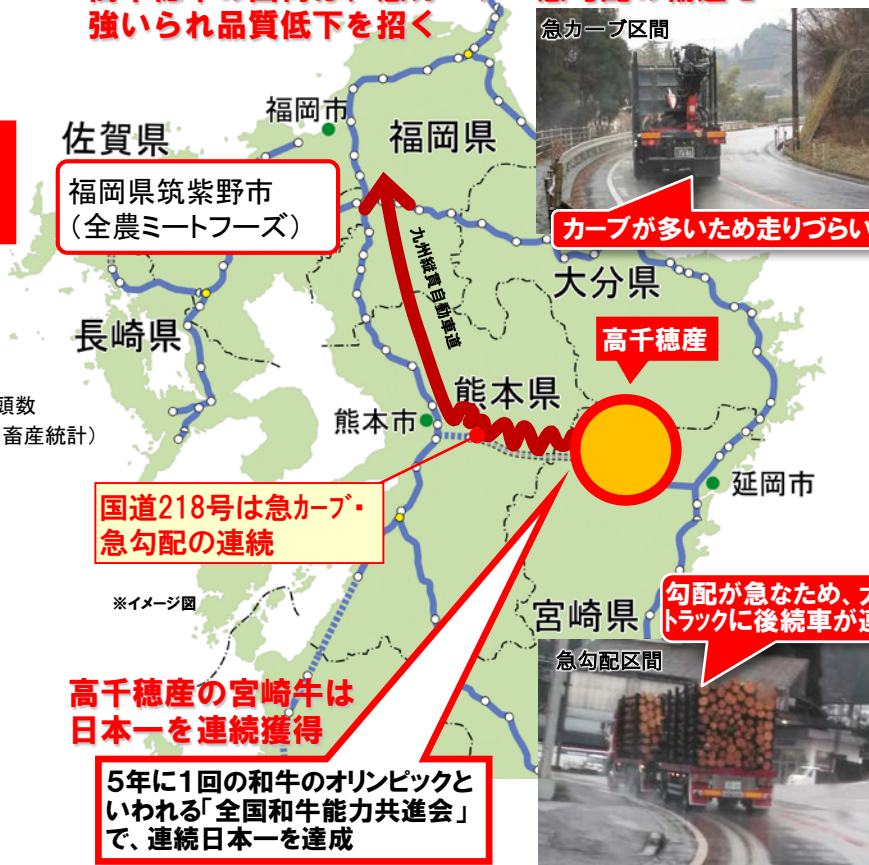 強いられ品質低下を招く
急カーブ区間
福岡市
佐賀県
福岡県
福岡県筑紫野市
(全農ミートフーズ)
カーブが多いため走りづらい
九州縦貫自動車道
大分県
長崎県
高千穂産
頭数
畜産統計)
熊本県
熊本市
延岡市
国道218号は急カーブ・
急勾配の連続
※イメージ図
宮崎県
勾配が急なため、
トラックに後続車が
急勾配区間
高千穂産の宮崎牛は
日本一を連続獲得
5年に1回の和牛のオリンピックと
いわれる「全国和牛能力共進会」
で、連続日本一を達成